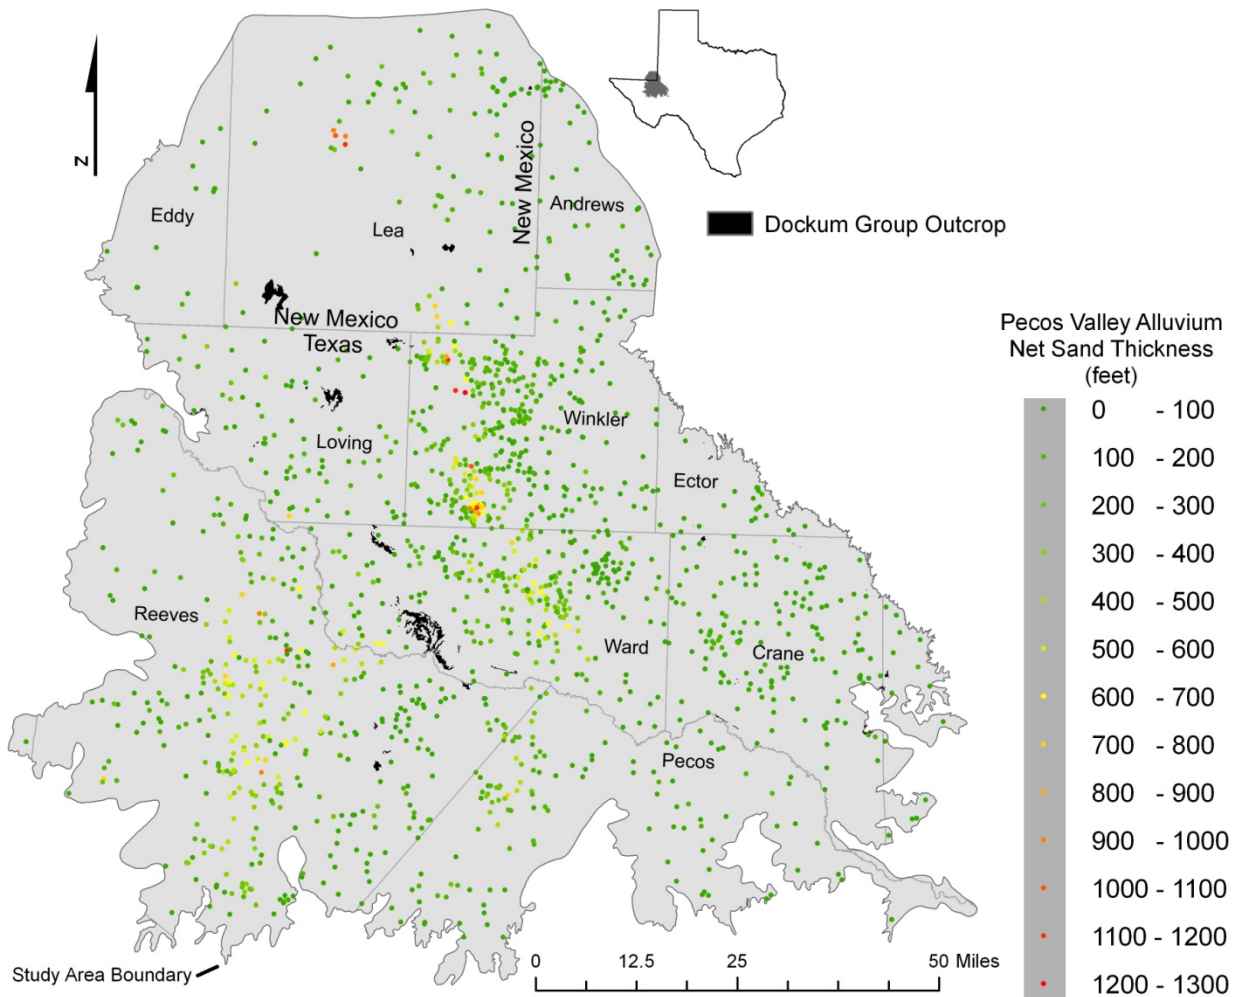 N
New Mexico
Andrews
Eddy
Lea
Dockum Group Outcrop
New Mexico
Texas
Pecos Valley Alluvium
Net Sand Thickness
(feet)
0 - 100
100 - 200
200 - 300
300 - 400
400 - 500
500 - 600
600 - 700
700 - 800
800 - 900
900 - 1000
1000 - 1100
1100 - 1200
1200 - 1300
Winkler
Loving
Ector
Reeves
Ward
Crane
Pecos
Study Area Boundary
0 12.5 25 50 Miles